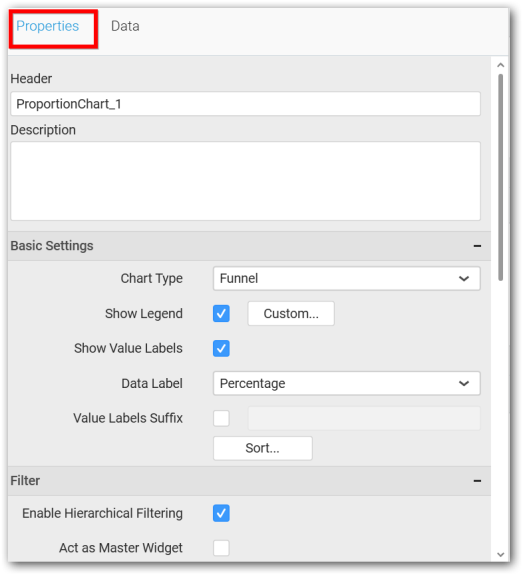 Properties Data
Header
ProportionChart_1
Description
Basic Settings
Chart Type Funnel
Show Legend Custom...
Show Value Labels
Data Label Percentage
Value Labels Suffix
Sort...
Filter
Enable Hierarchical Filtering
Act as Master Widget